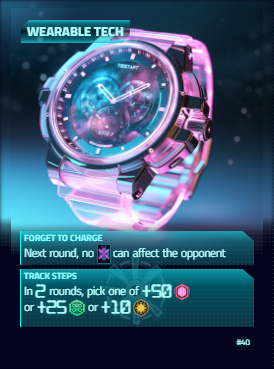 WEARABLE TECH
FORGET TO CHARGE
Next round, no can affect the opponent
TRACK STEPS
In 2 rounds, pick one of +50
or +25 or +10
#40